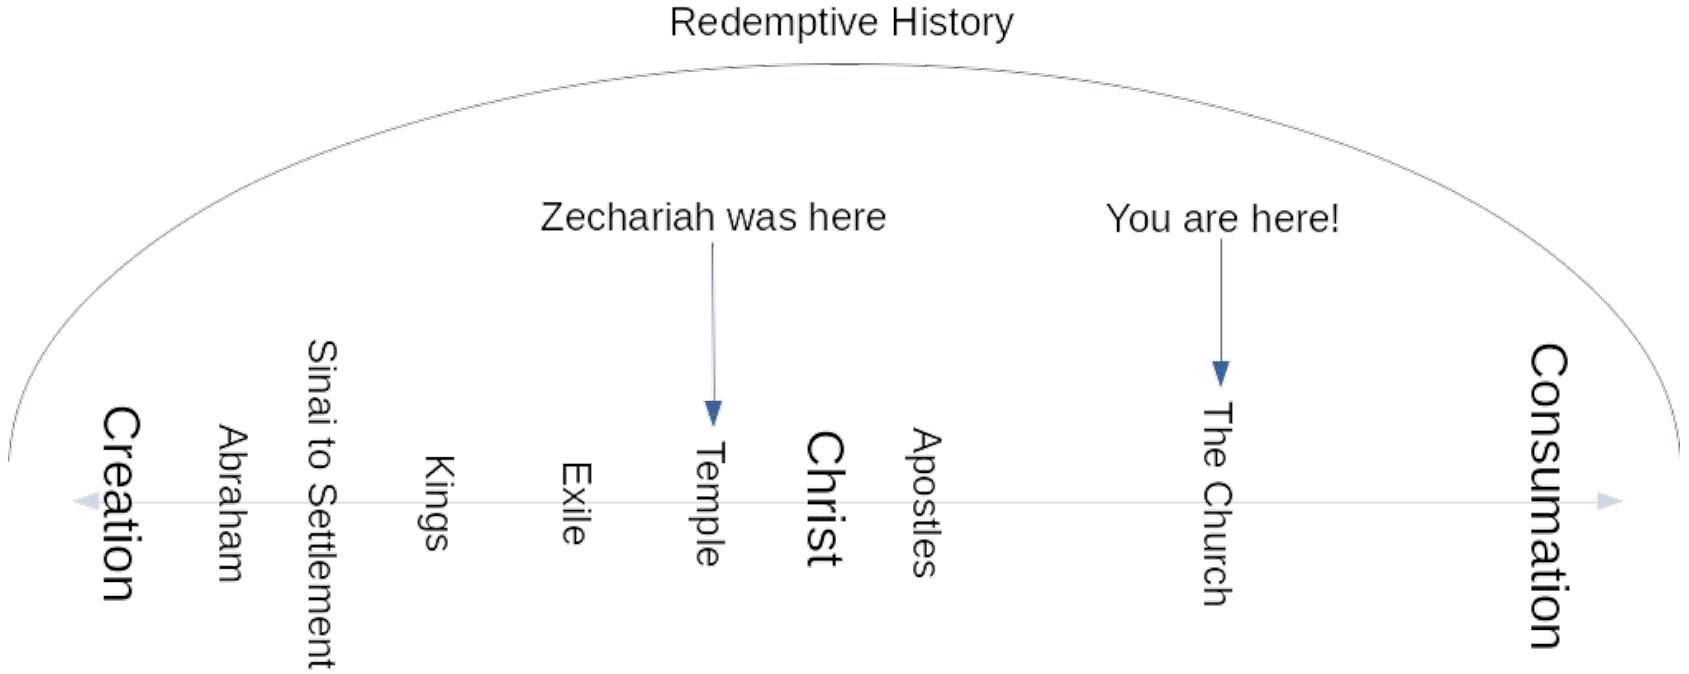 Redemptive History
Zechariah was here
You are here!
Creation
Abraham
Sinai to Settlement
Kings
Exile
Temple
Christ
Apostles
The Church
Consumation